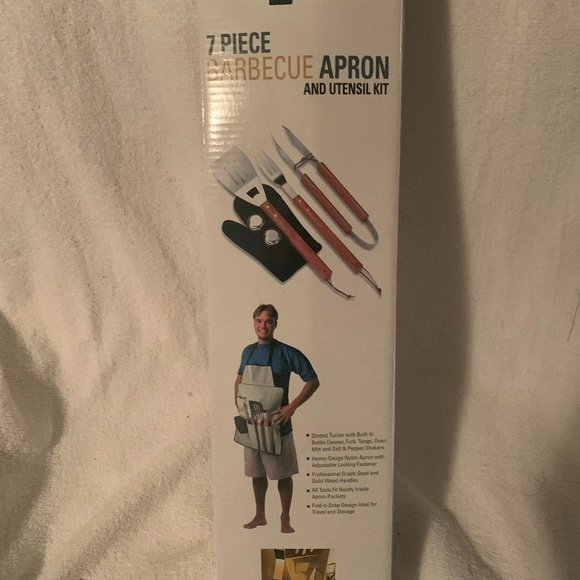 7 PIECE
BARBECUE APRON
AND UTENSIL KIT
Slotted Turner with Built-In
Bottle Opener, Fork, Tongs, Oven
Mitt and Salt & Pepper Shakers
Heavy-Gauge Nylon Apron with
Adjustable Locking Fastener
Professional Grade Steel and
Solid Wood Handles
All Tools Fit Neatly Inside
Apron Pockets
Fold-n-Snap Design Ideal for
Travel and Storage